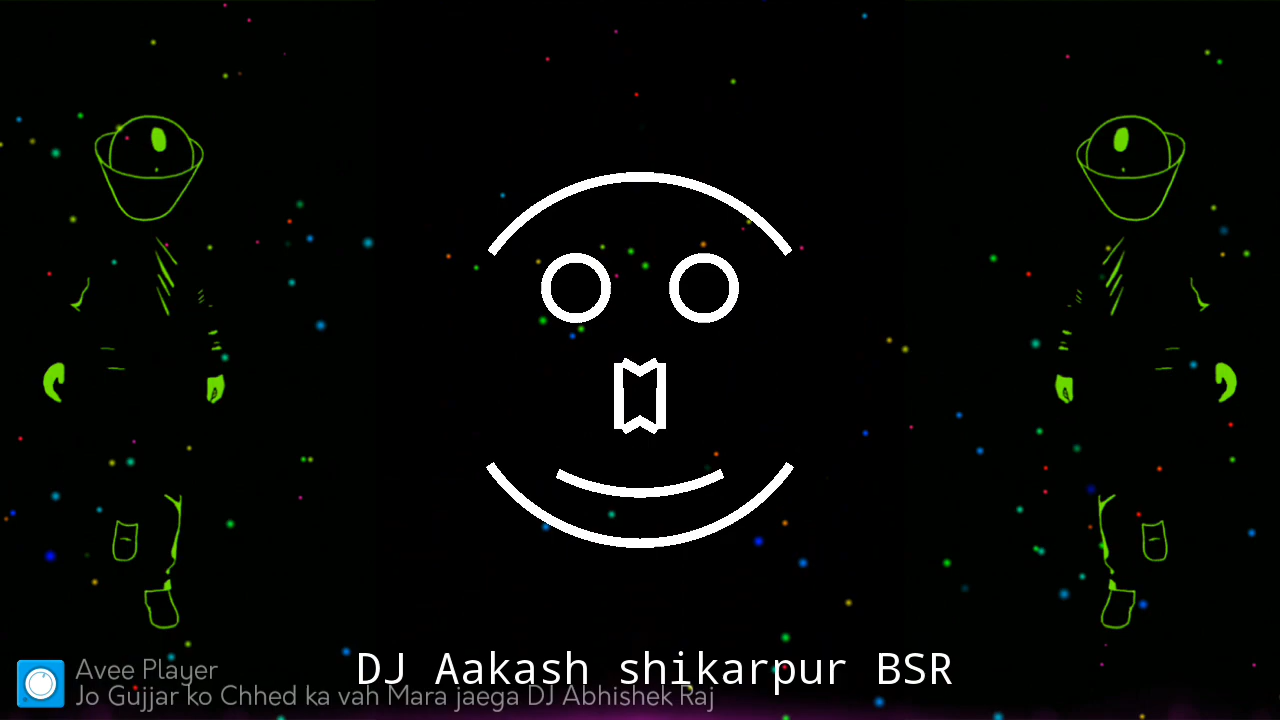 DJ Aakash shikarpur BSR
Avee Player
Jo Gujjar ko Chhed ka vah Mara jaega DJ Abhishek Raj